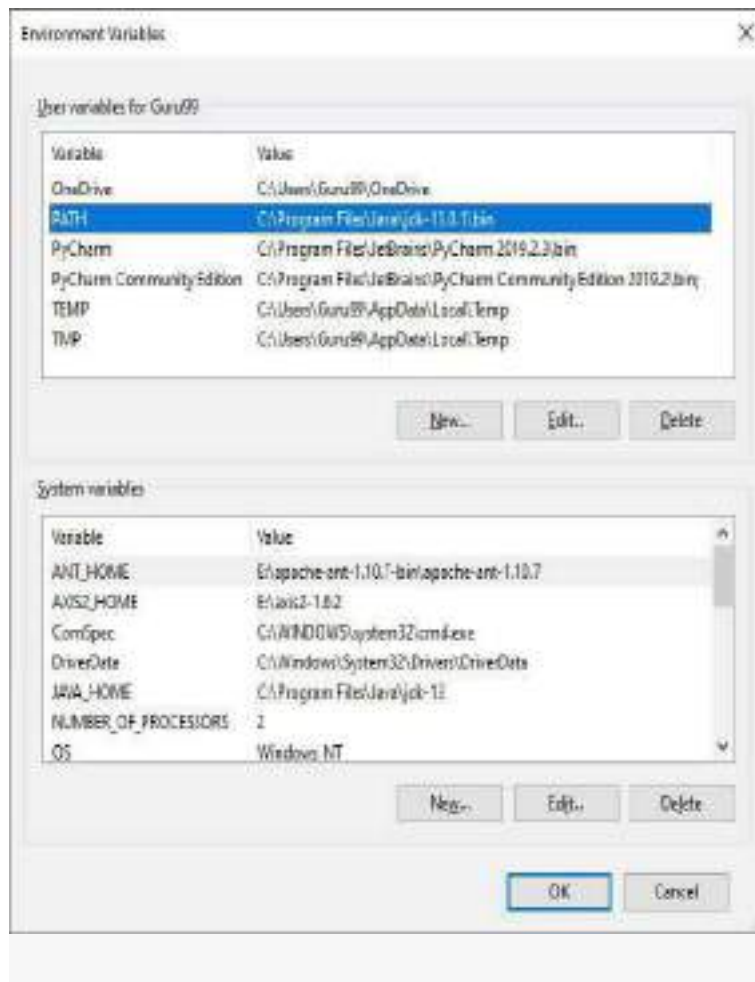 Environment Variables
User variables for Guru99
Variable Value
OneDrive C:\Users\Guru99\OneDrive
PATH C:\Program Files\Java\bin
PyCharm C:\Program Files\JetBrains\PyCharm 2019.2.3\bin;
PyCharm Community Edition C:\Program Files\JetBrains\PyCharm Community Edition 2019.2\bin;
TEMP C:\Users\Guru99\AppData\Local\Temp
TMP C:\Users\Guru99\AppData\Local\Temp
New... Edit... Delete
System variables
Variable Value
ANT_HOME E:\apache-ant-1.10.7-bin\apache-ant-1.10.7
AXIS2_HOME E:\axis2-1.6.2
ComSpec C:\WINDOWS\system32\cmd.exe
DriverData C:\Windows\System32\Drivers\DriverData
JAVA_HOME C:\Program Files\Java\jdk-13
NUMBER_OF_PROCESSORS 2
OS Windows_NT
New... Edit... Delete
OK Cancel